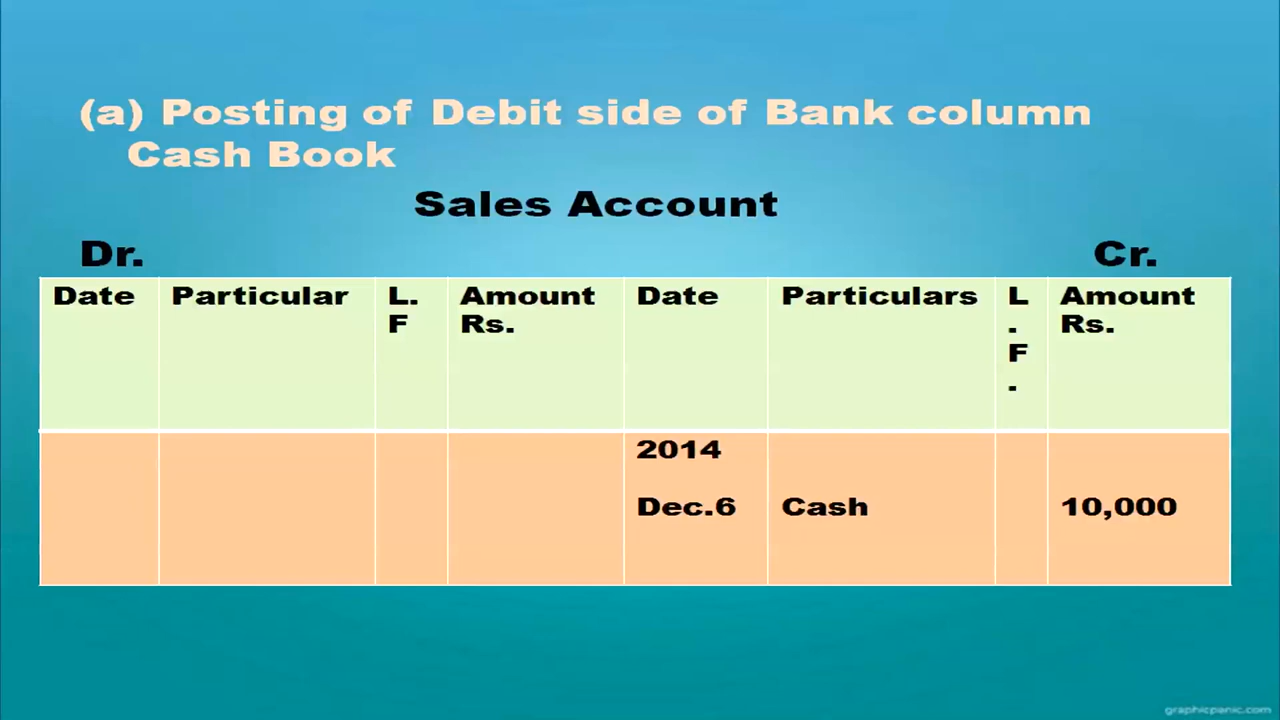 (a) Posting of Debit side of Bank column
Cash Book
Sales Account
Dr. Cr.
Date Particular L. F Amount Rs. Date Particulars L . F . Amount Rs.
2014
Dec.6 Cash 10,000
graphicpanic.com